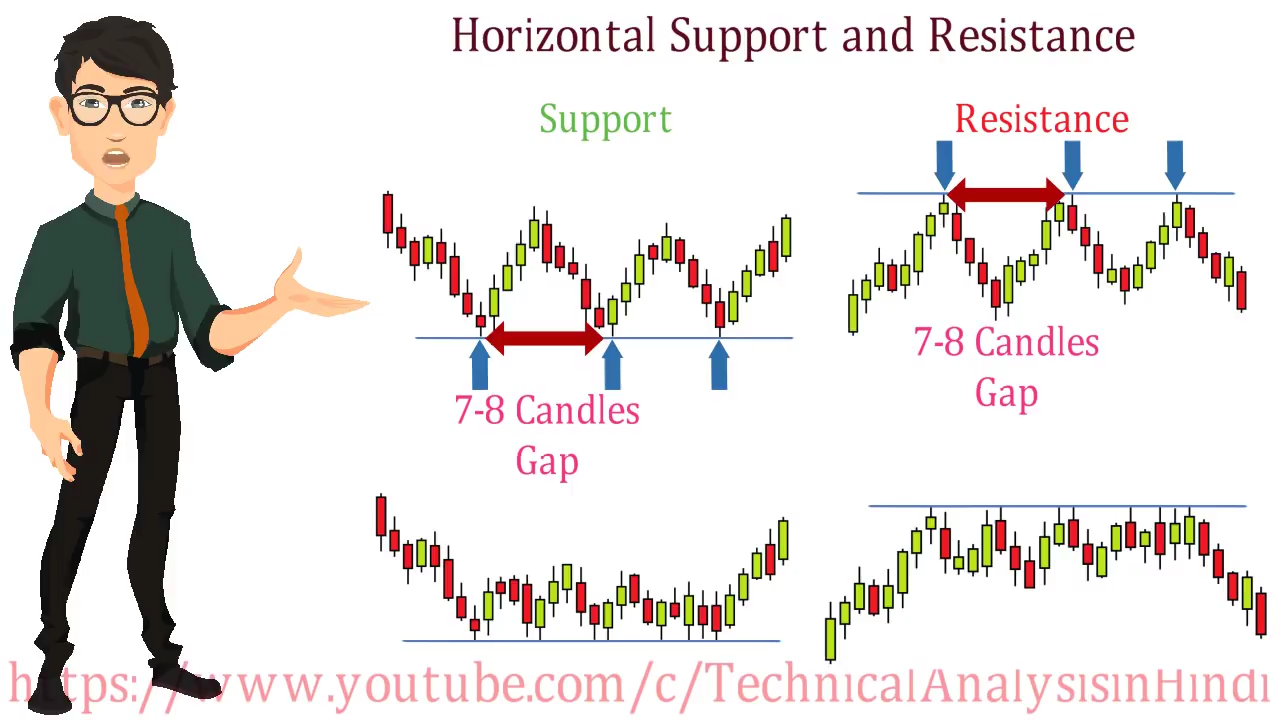 Horizontal Support and Resistance
Support
Resistance
7-8 Candles
Gap
7-8 Candles
Gap
https://www.youtube.com/c/TechnicalAnalysisinHindi